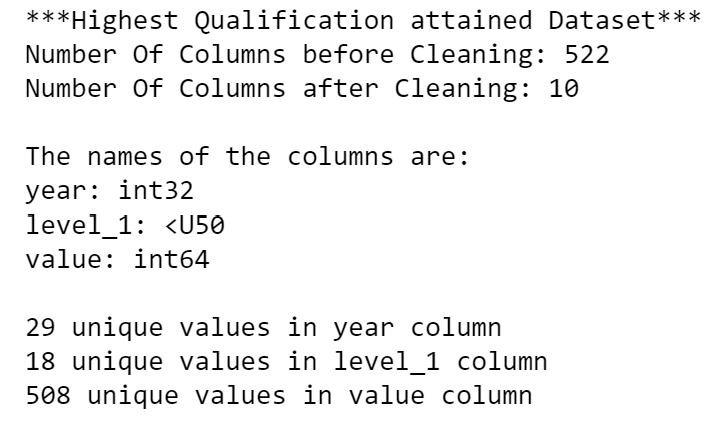 ***Highest Qualification attained Dataset***
Number Of Columns before Cleaning: 522
Number Of Columns after Cleaning: 10
The names of the columns are:
year: int32
level_1: <U50
value: int64
29 unique values in year column
18 unique values in level_1 column
508 unique values in value column